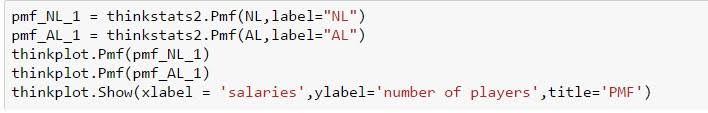 pmf_NL_1 = thinkstats2.Pmf(NL,label="NL")
pmf_AL_1 = thinkstats2.Pmf(AL,label="AL")
thinkplot.Pmf(pmf_NL_1)
thinkplot.Pmf(pmf_AL_1)
thinkplot.Show(xlabel = 'salaries',ylabel='number of players',title='PMF')